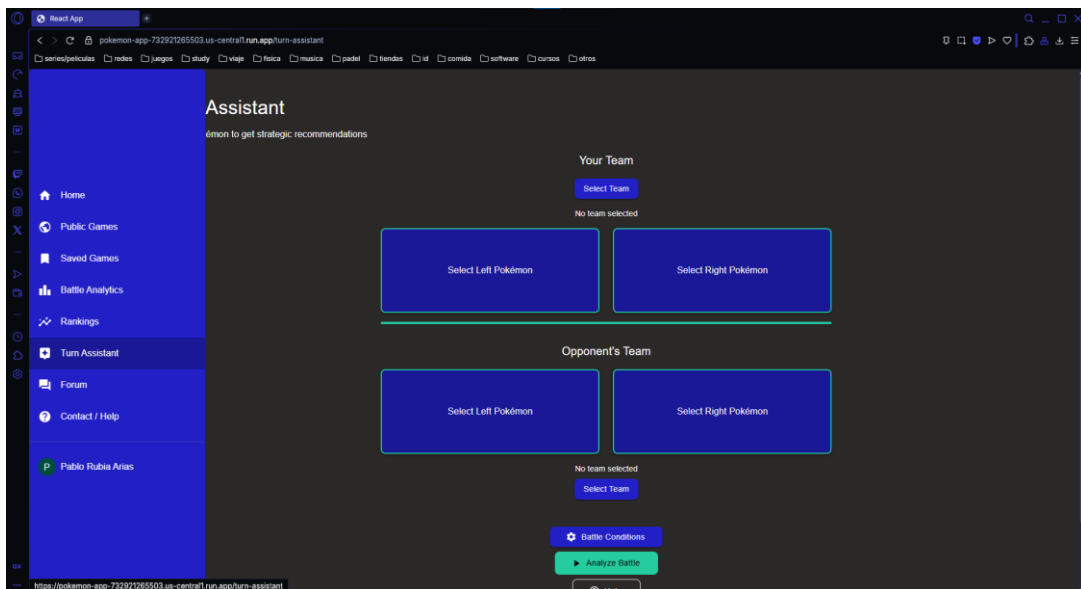 React App
pokemon-app-732921265503.us-central1.run.app/turn-assistant
series/peliculas redes juegos study viaje fisica musica padel tiendas id comida software cursos otros
Assistant
émon to get strategic recommendations
Your Team
Select Team
No team selected
Home
Public Games
Saved Games
Battle Analytics
Rankings
Turn Assistant
Forum
Contact / Help
P Pablo Rubia Arias
Select Left Pokémon Select Right Pokémon
Opponent's Team
Select Left Pokémon Select Right Pokémon
No team selected
Select Team
Battle Conditions
Analyze Battle
https://pokemon-app-732921265503.us-central1.run.app/turn-assistant